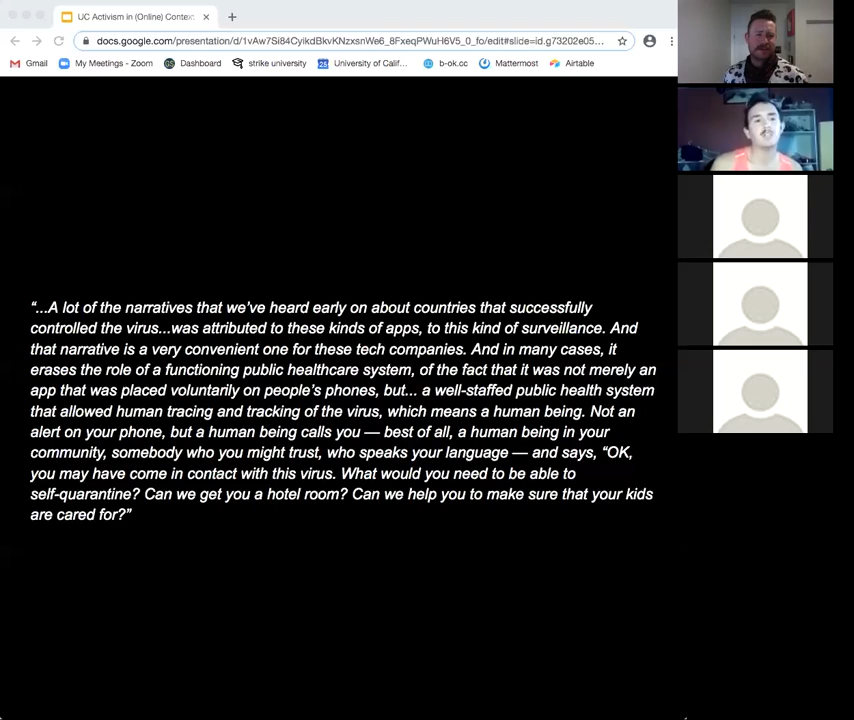 UC Activism in (Online) Contex
docs.google.com/presentation/d/1vAw7Si84CyikdBkvKNzxsnWe6_8FxeqPWuH6V5_0_fo/edit#slide=id.g73202e05...
Gmail
My Meetings - Zoom
Dashboard
strike university
University of Calif...
b-ok.cc
Mattermost
Airtable
“...A lot of the narratives that we’ve heard early on about countries that successfully
controlled the virus...was attributed to these kinds of apps, to this kind of surveillance. And
that narrative is a very convenient one for these tech companies. And in many cases, it
erases the role of a functioning public healthcare system, of the fact that it was not merely an
app that was placed voluntarily on people’s phones, but... a well-staffed public health system
that allowed human tracing and tracking of the virus, which means a human being. Not an
alert on your phone, but a human being calls you — best of all, a human being in your
community, somebody who you might trust, who speaks your language — and says, “OK,
you may have come in contact with this virus. What would you need to be able to
self-quarantine? Can we get you a hotel room? Can we help you to make sure that your kids
are cared for?”